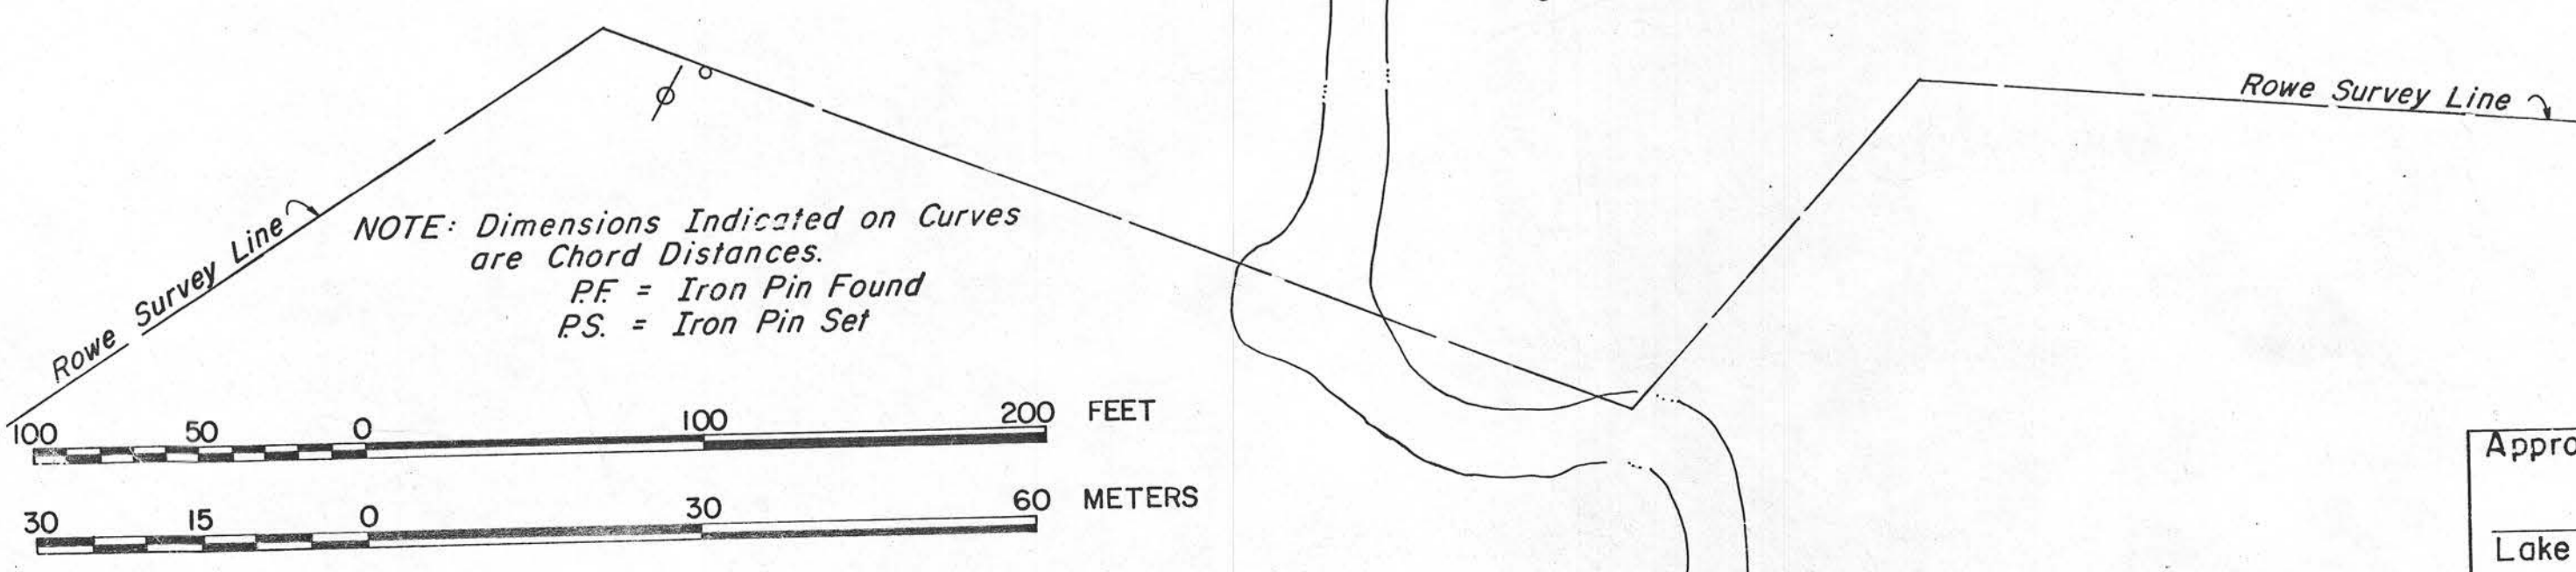 Rowe Survey Line
Rowe Survey Line
NOTE: Dimensions Indicated on Curves
are Chord Distances.
P.F. = Iron Pin Found
P.S. = Iron Pin Set
100 50 0 100 200 FEET
30 15 0 30 60 METERS
Appro
Lake